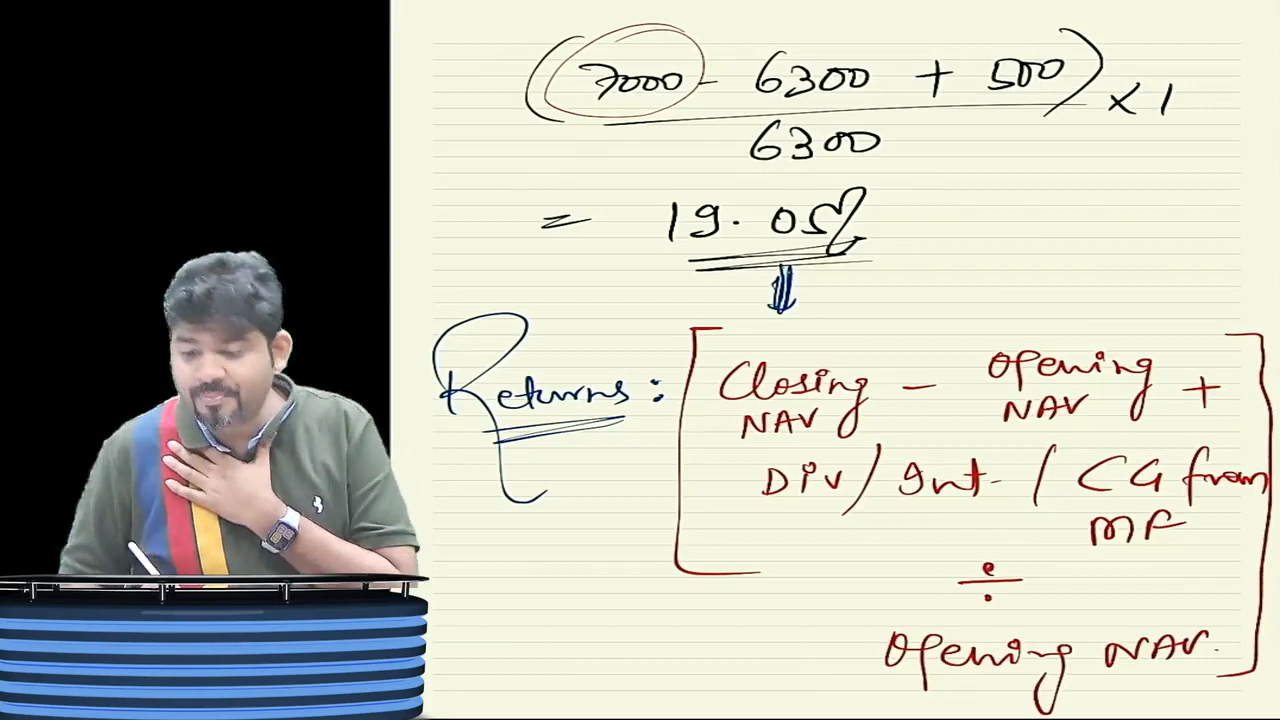 (7000 - 6300 + 500) × 1
6300
= 19.05%
Returns: [Closing NAV - Opening NAV +
Div / Int. / CG from MF
÷
Opening NAV.]